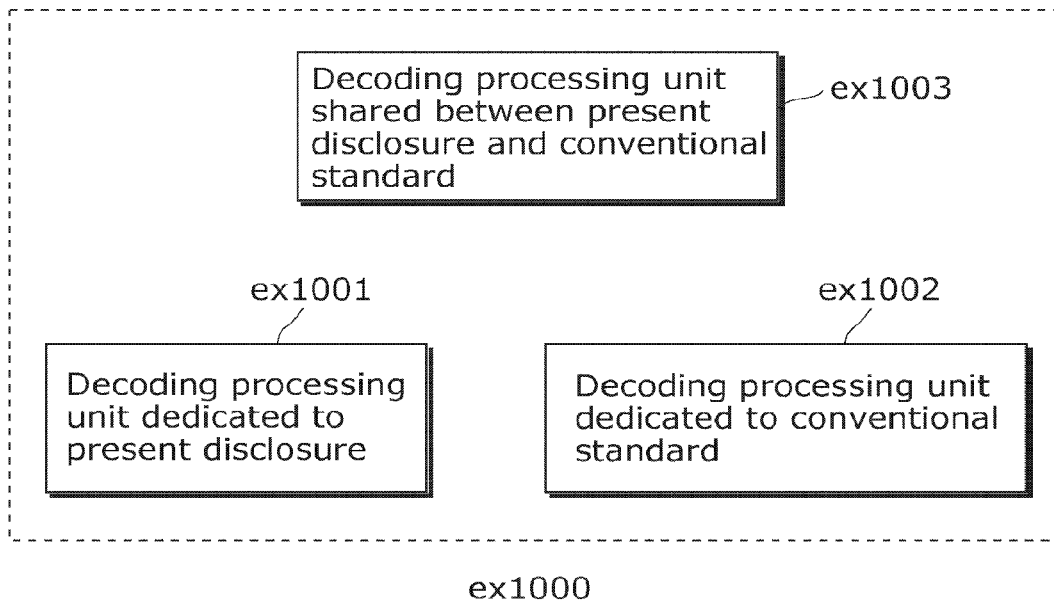 Decoding processing unit
shared between present
disclosure and conventional
standard
ex1003
ex1001
ex1002
Decoding processing
unit dedicated to
present disclosure
Decoding processing unit
dedicated to conventional
standard
ex1000